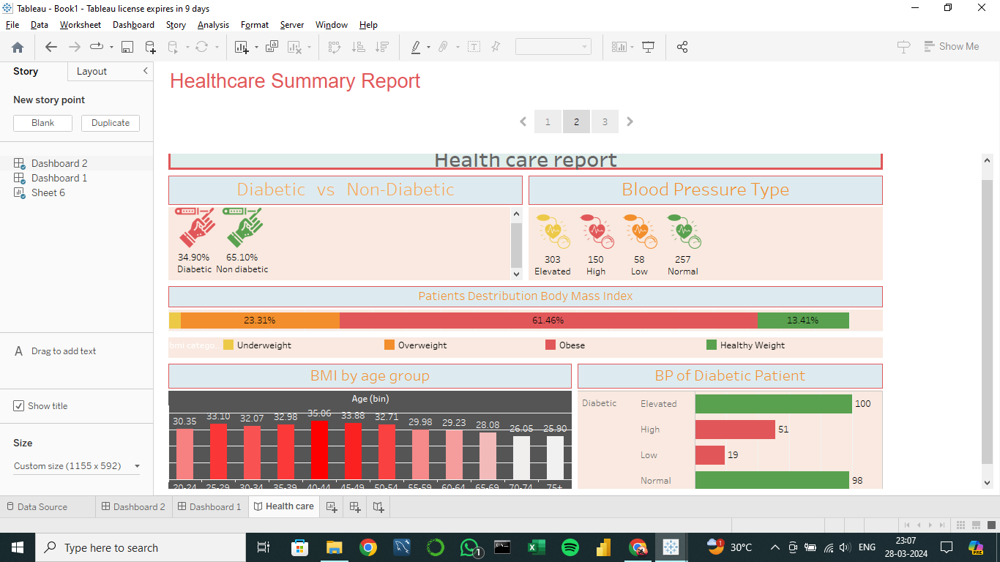 Tableau - Book1 - Tableau license expires in 9 days
File Data Worksheet Dashboard Story Analysis Format Server Window Help
Show Me
Story Layout
New story point
Blank Duplicate
Dashboard 2
Dashboard 1
Sheet 6
A Drag to add text
Show title
Size
Custom size (1155 x 592)
Healthcare Summary Report
1 2 3
Health care report
Diabetic vs Non-Diabetic
34.90% 65.10%
Diabetic Non diabetic
Blood Pressure Type
303 150 58 257
Elevated High Low Normal
Patients Destribution Body Mass Index
23.31% 61.46% 13.41%
bmi catego.. Underweight Overweight Obese Healthy Weight
BMI by age group
Age (bin)
30.35 33.10 32.07 32.98 35.06 33.88 32.71 29.98 29.23 28.08 26.05 25.90
20-24 25-29 30-34 35-39 40-44 45-49 50-54 55-59 60-64 65-69 70-74 75+
BP of Diabetic Patient
Diabetic Elevated 100
High 51
Low 19
Normal 98
Data Source Dashboard 2 Dashboard 1 Health care
Type here to search
1
1
30°C
ENG
23:07
28-03-2024
PRE